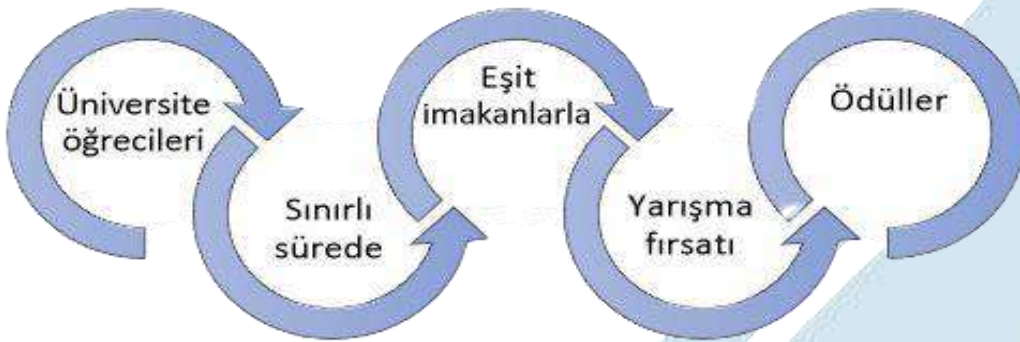 Üniversite
öğrecileri
Sınırlı
sürede
Eşit
imakanlarla
Yarışma
fırsatı
Ödüller